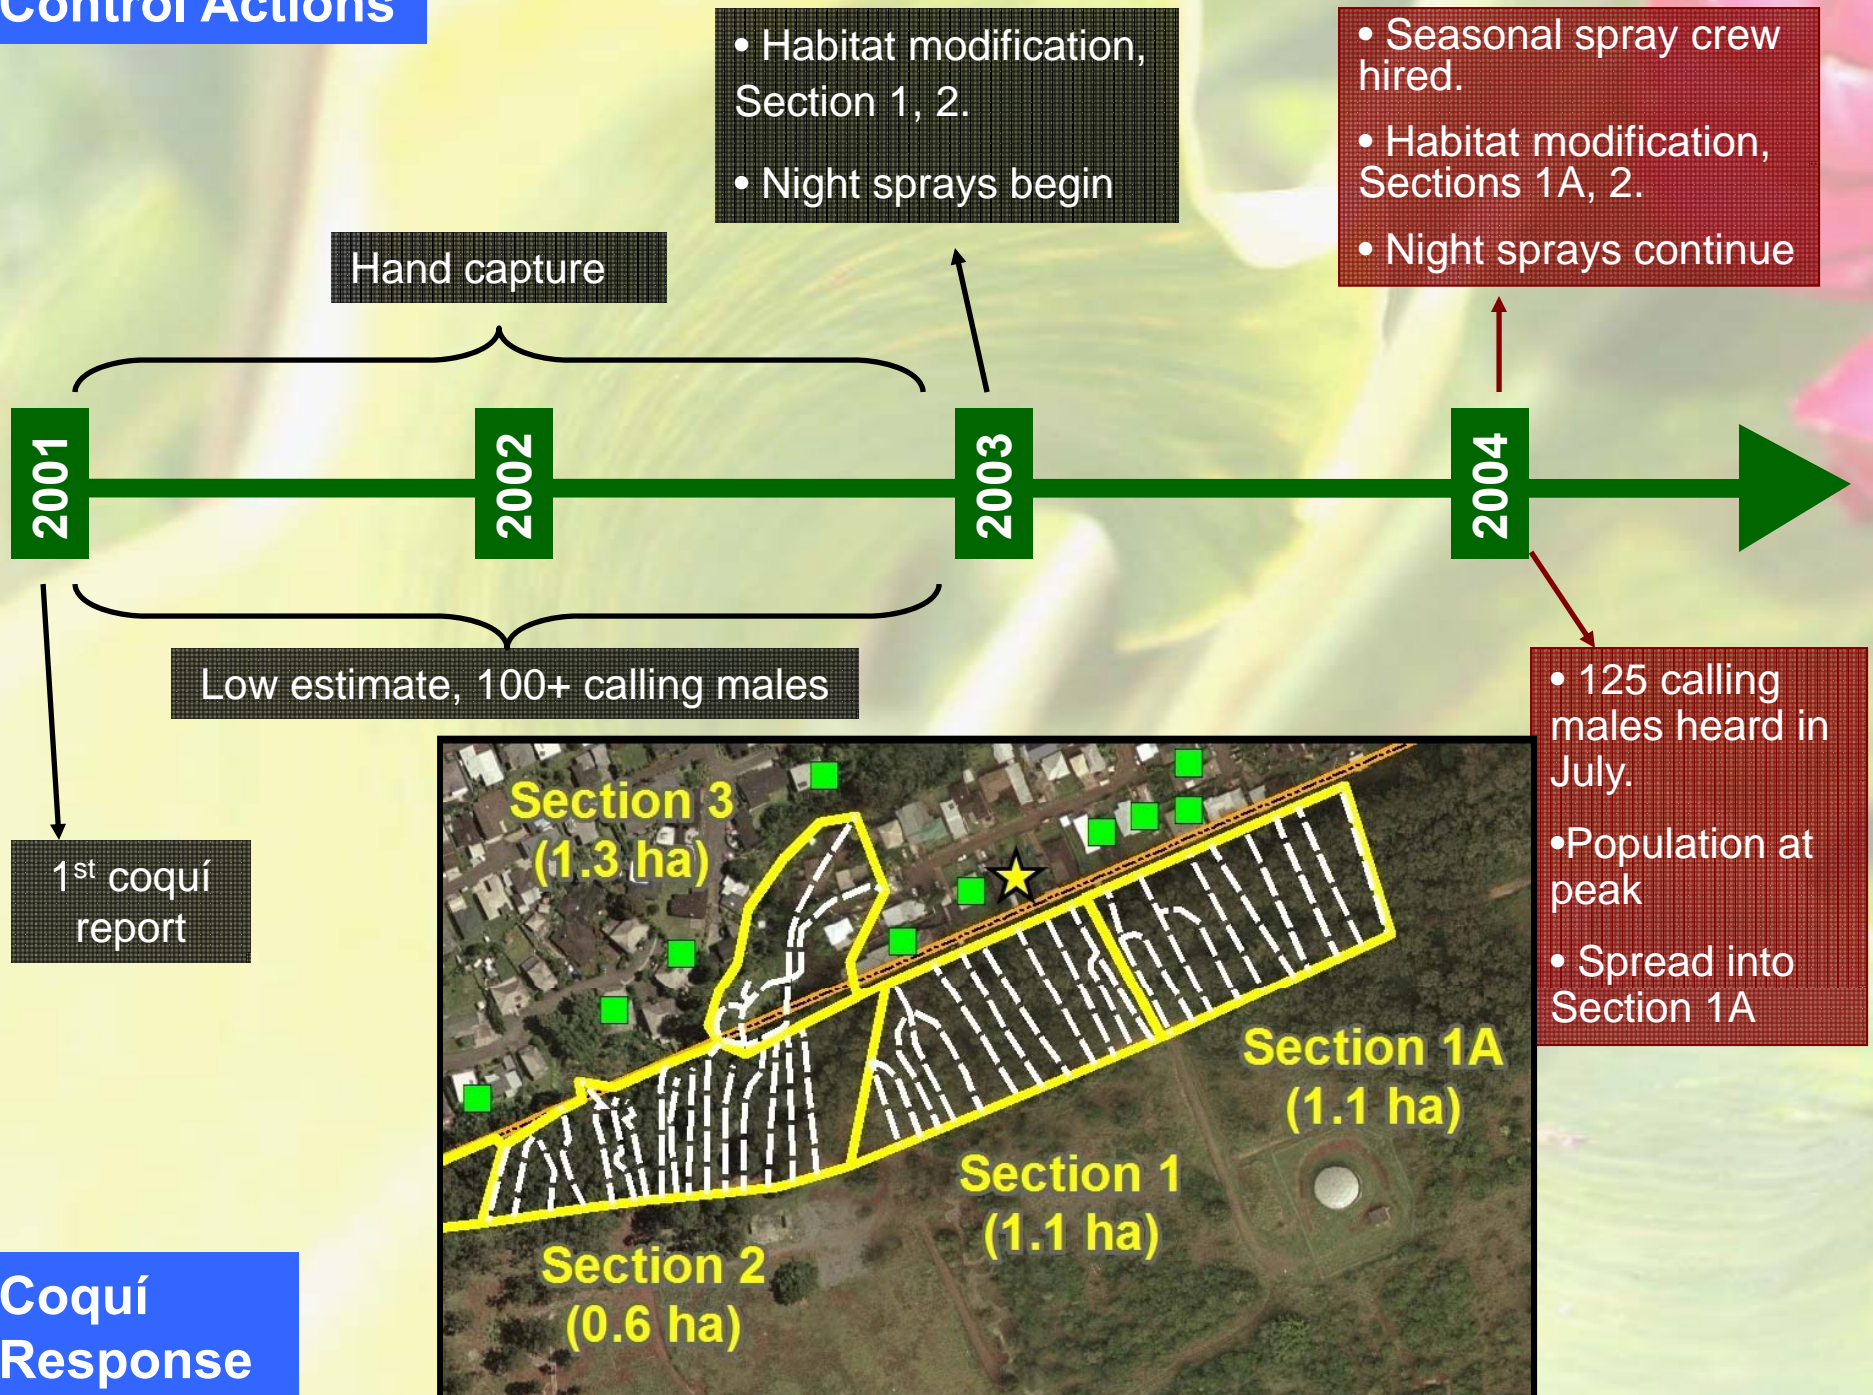 Control Actions
• Habitat modification,
Section 1, 2.
• Night sprays begin
• Seasonal spray crew
hired.
• Habitat modification,
Sections 1A, 2.
• Night sprays continue
Hand capture
2001
2002
2003
2004
Low estimate, 100+ calling males
1st coquí
report
• 125 calling
males heard in
July.
•Population at
peak
• Spread into
Section 1A
Section 3
(1.3 ha)
Section 1A
(1.1 ha)
Section 1
(1.1 ha)
Section 2
(0.6 ha)
Coquí
Response